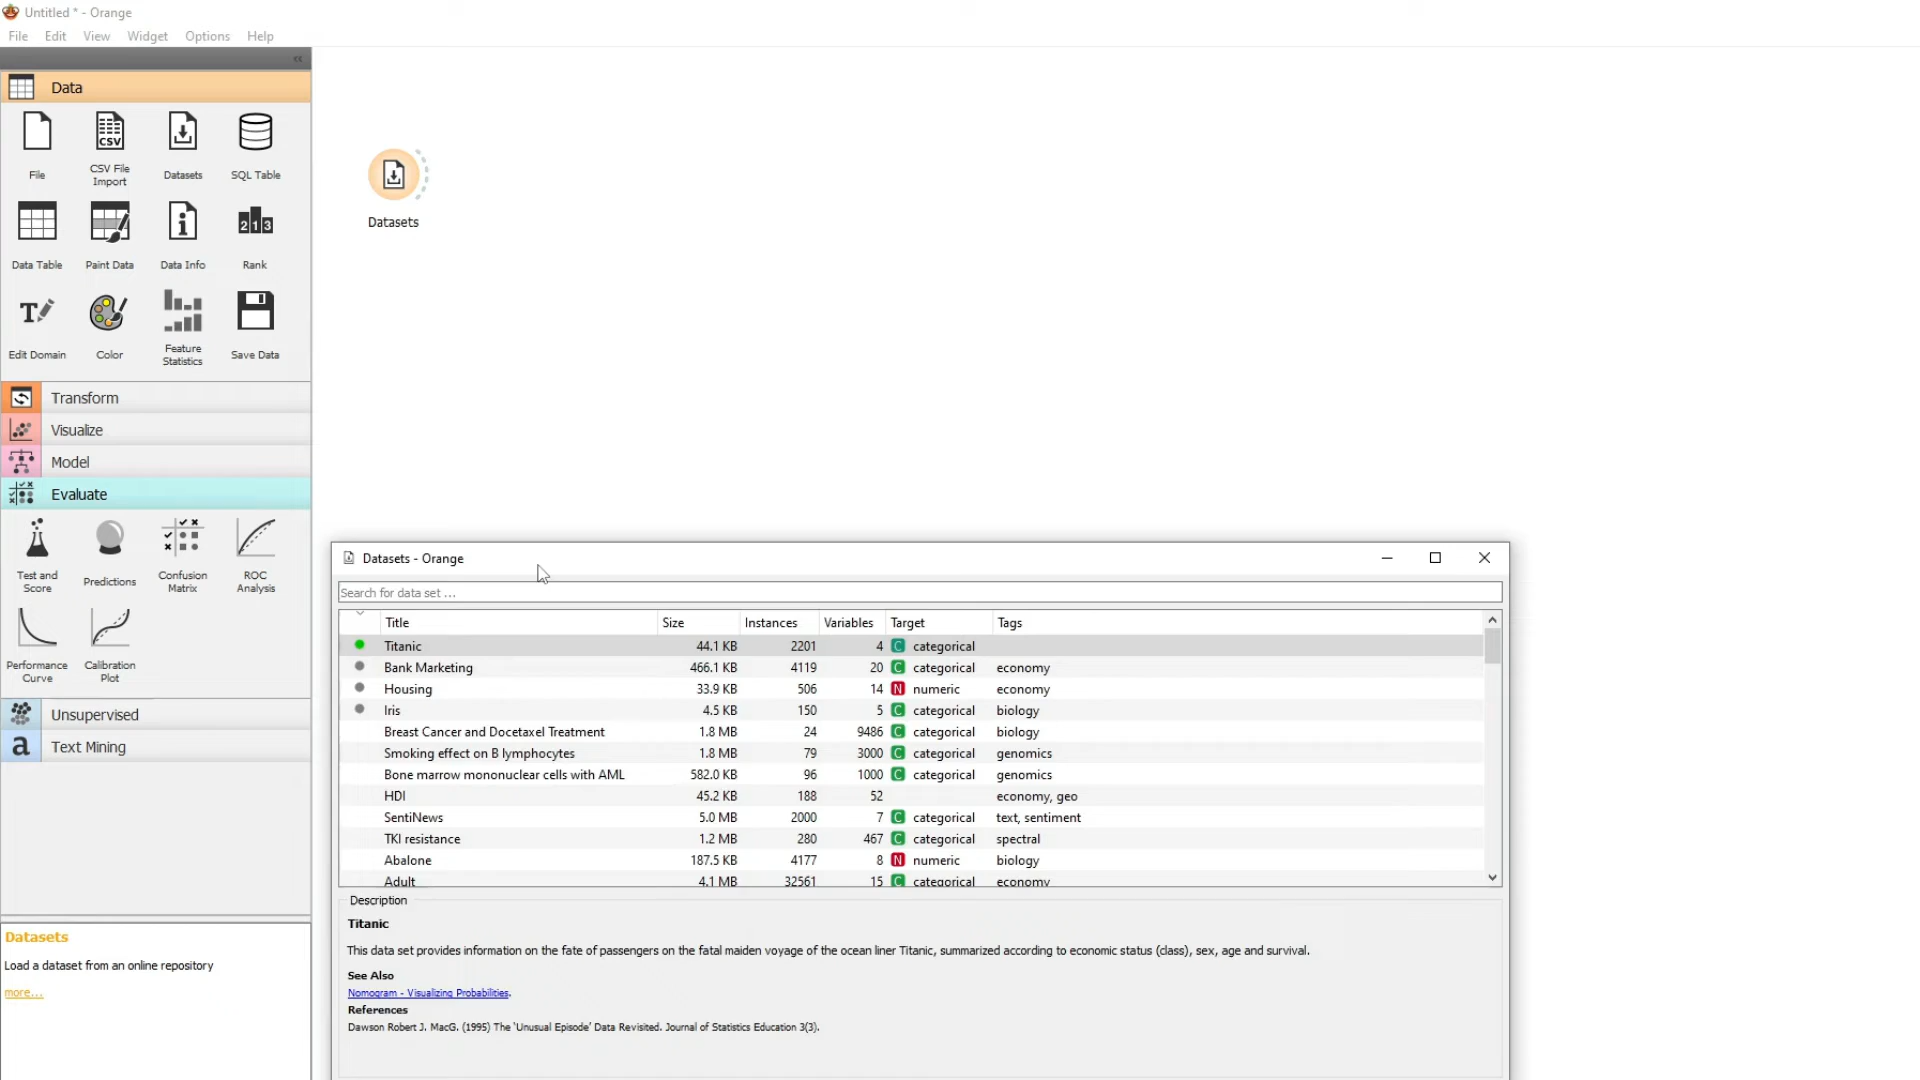 Untitled * - Orange
File Edit View Widget Options Help
Data
File
CSV File Import
Datasets
SQL Table
Data Table
Paint Data
Data Info
Rank
Edit Domain
Color
Feature Statistics
Save Data
Transform
Visualize
Model
Evaluate
Test and Score
Predictions
Confusion Matrix
ROC Analysis
Performance Curve
Calibration Plot
Unsupervised
Text Mining
Datasets
Load a dataset from an online repository
more...
Datasets
Datasets - Orange
Search for data set ...
Title Size Instances Variables Target Tags
Titanic 44.1 KB 2201 4 C categorical
Bank Marketing 466.1 KB 4119 20 C categorical economy
Housing 33.9 KB 506 14 N numeric economy
Iris 4.5 KB 150 5 C categorical biology
Breast Cancer and Docetaxel Treatment 1.8 MB 24 9486 C categorical biology
Smoking effect on B lymphocytes 1.8 MB 79 3000 C categorical genomics
Bone marrow mononuclear cells with AML 582.0 KB 96 1000 C categorical genomics
HDI 45.2 KB 188 52 economy, geo
SentiNews 5.0 MB 2000 7 C categorical text, sentiment
TKI resistance 1.2 MB 280 467 C categorical spectral
Abalone 187.5 KB 4177 8 N numeric biology
Adult 4.1 MB 32561 15 C categorical economy
Description
Titanic
This data set provides information on the fate of passengers on the fatal maiden voyage of the ocean liner Titanic, summarized according to economic status (class), sex, age and survival.
See Also
Nomogram - Visualizing Probabilities.
References
Dawson Robert J. MacG. (1995) The 'Unusual Episode' Data Revisited. Journal of Statistics Education 3(3).